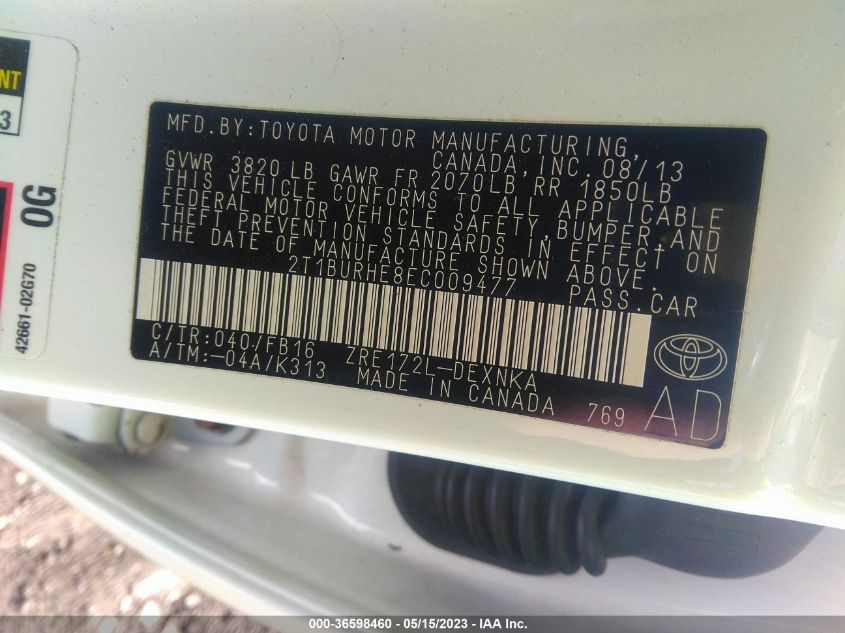 NT
3
0G
42661-02G70
MFD.BY:TOYOTA MOTOR MANUFACTURING,
CANADA,INC. 08/13
GVWR 3820 LB GAWR FR 2070LB RR 1850LB
THIS VEHICLE CONFORMS TO ALL APPLICABLE
FEDERAL MOTOR VEHICLE SAFETY,BUMPER,AND
THEFT PREVENTION STANDARDS IN EFFECT ON
THE DATE OF MANUFACTURE SHOWN ABOVE.
2T1BURHE8EC009477 PASS.CAR
C/TR:040/FB16 ZRE172L-DEXNKA
A/TM:-04A/K313 MADE IN CANADA 769
AD
000-36598460 - 05/15/2023 - IAA Inc.